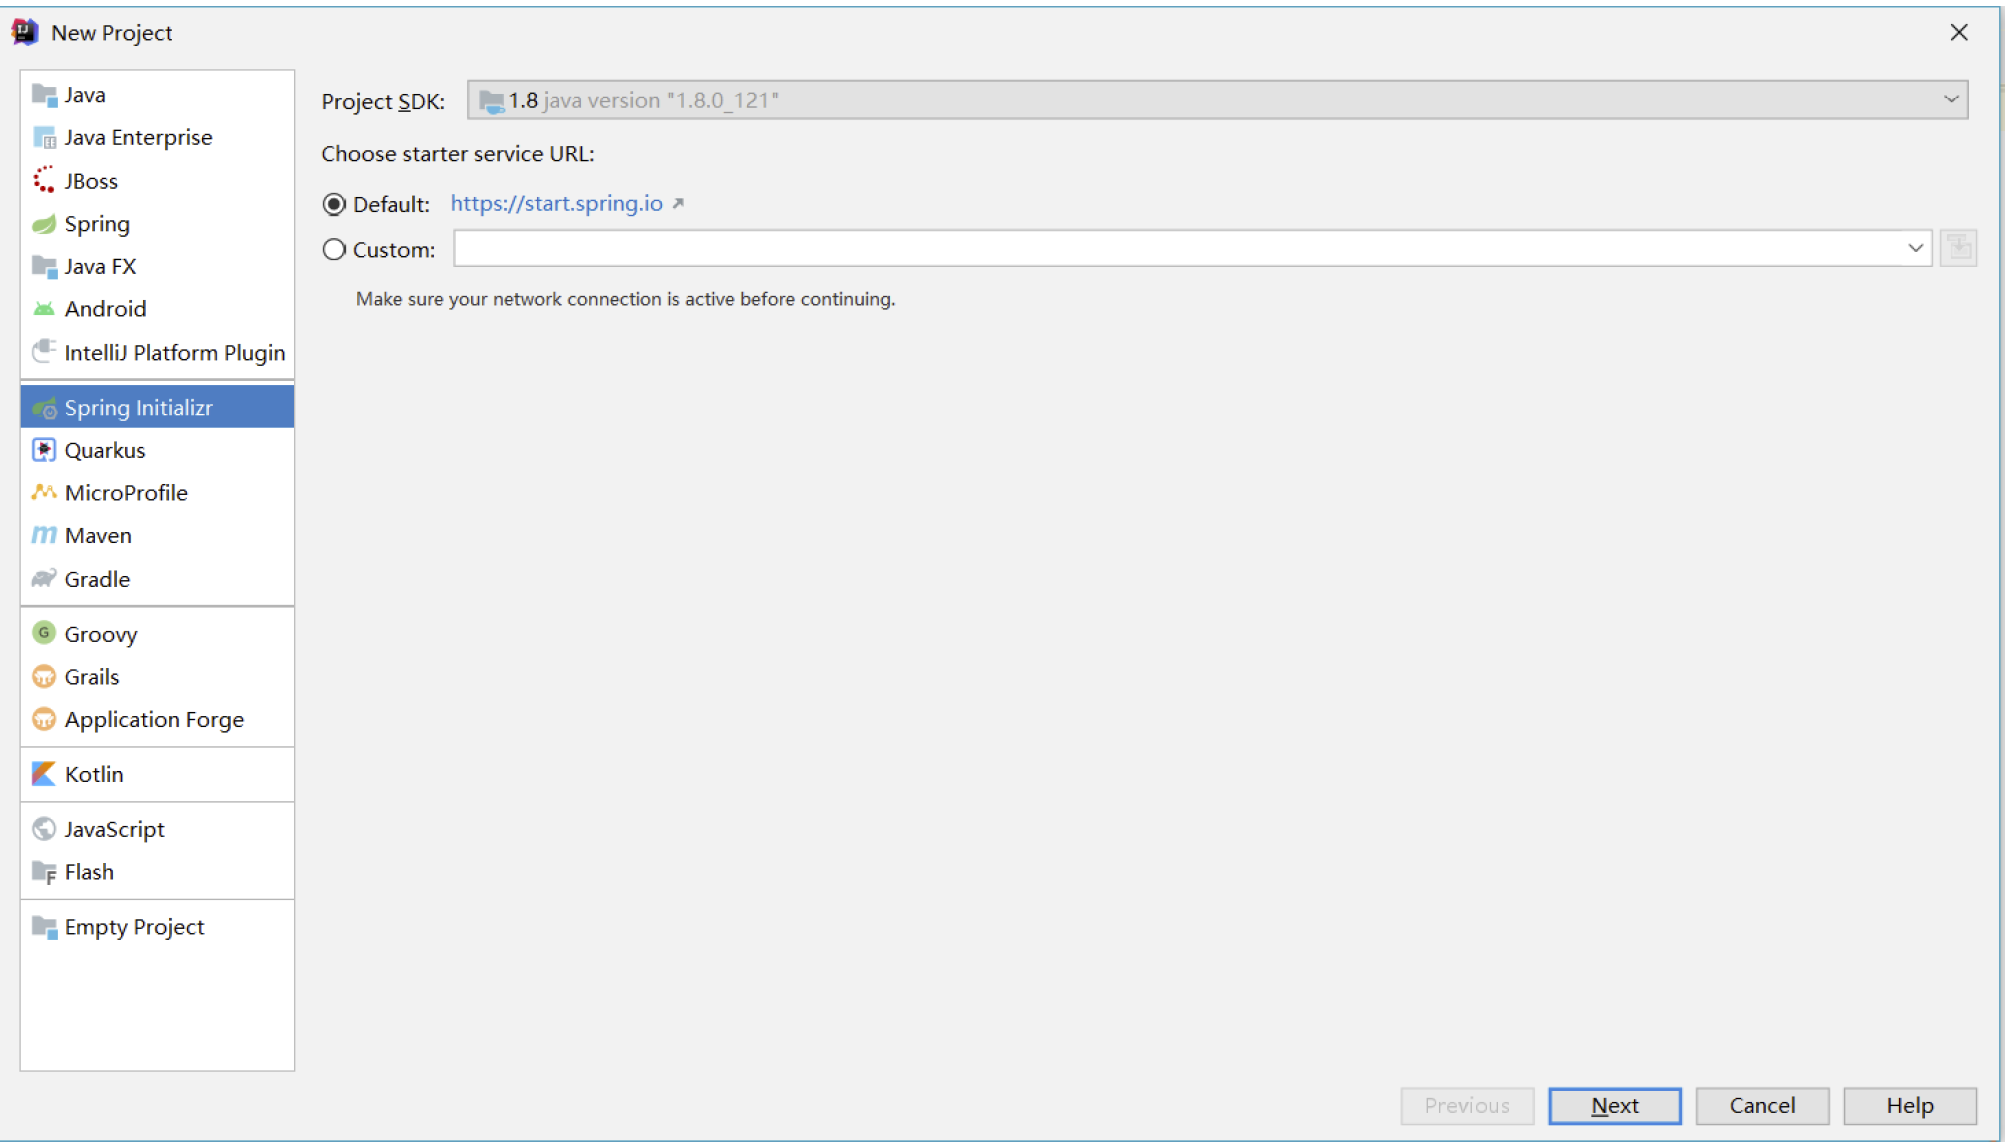 New Project
Java
Java Enterprise
JBoss
Spring
Java FX
Android
IntelliJ Platform Plugin
Spring Initializr
Quarkus
MicroProfile
Maven
Gradle
Groovy
Grails
Application Forge
Kotlin
JavaScript
Flash
Empty Project
Project SDK: 1.8 java version "1.8.0_121"
Choose starter service URL:
Default: https://start.spring.io
Custom:
Make sure your network connection is active before continuing.
Previous Next Cancel Help